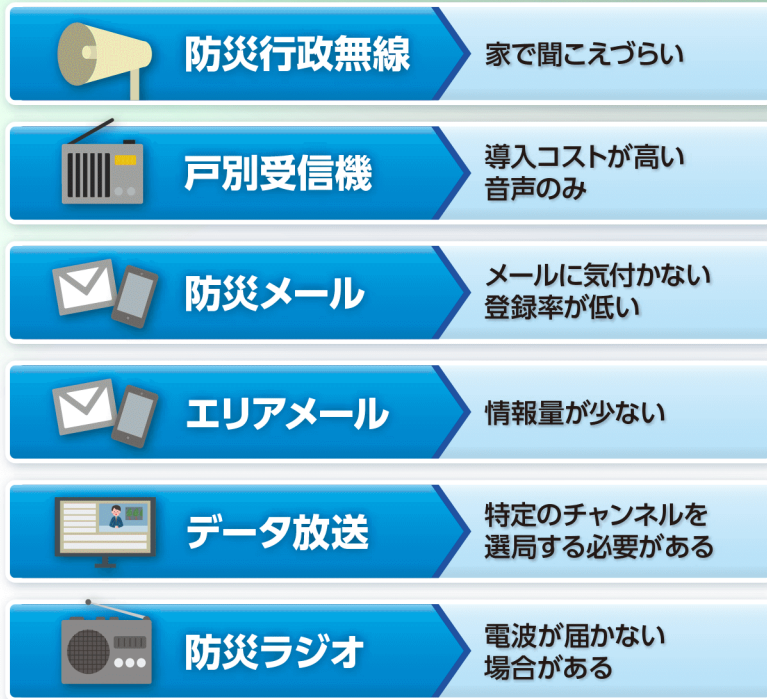 防災行政無線
家で聞こえづらい
戸別受信機
導入コストが高い
音声のみ
防災メール
メールに気付かない
登録率が低い
エリアメール
情報量が少ない
データ放送
特定のチャンネルを
選局する必要がある
防災ラジオ
電波が届かない
場合がある